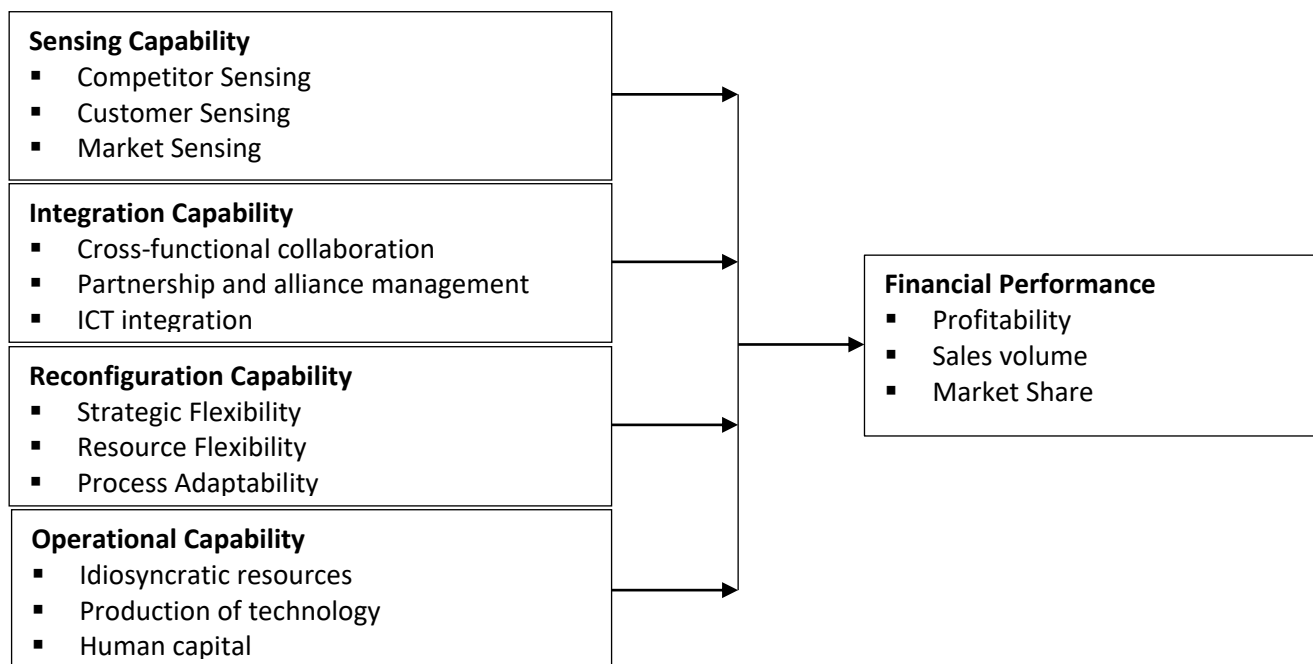 Sensing Capability
▪ Competitor Sensing
▪ Customer Sensing
▪ Market Sensing
Integration Capability
▪ Cross-functional collaboration
▪ Partnership and alliance management
▪ ICT integration
Reconfiguration Capability
▪ Strategic Flexibility
▪ Resource Flexibility
▪ Process Adaptability
Operational Capability
▪ Idiosyncratic resources
▪ Production of technology
▪ Human capital
Financial Performance
▪ Profitability
▪ Sales volume
▪ Market Share